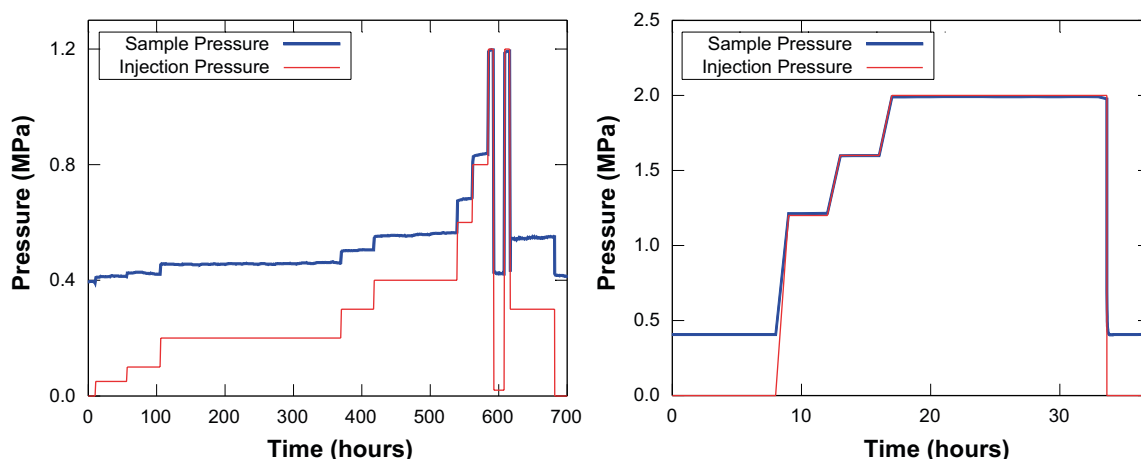 Sample Pressure
Injection Pressure
Pressure (MPa)
1.2
0.8
0.4
0.0
0 100 200 300 400 500 600 700
Time (hours)
Sample Pressure
Injection Pressure
Pressure (MPa)
2.5
2.0
1.5
1.0
0.5
0.0
0 10 20 30
Time (hours)